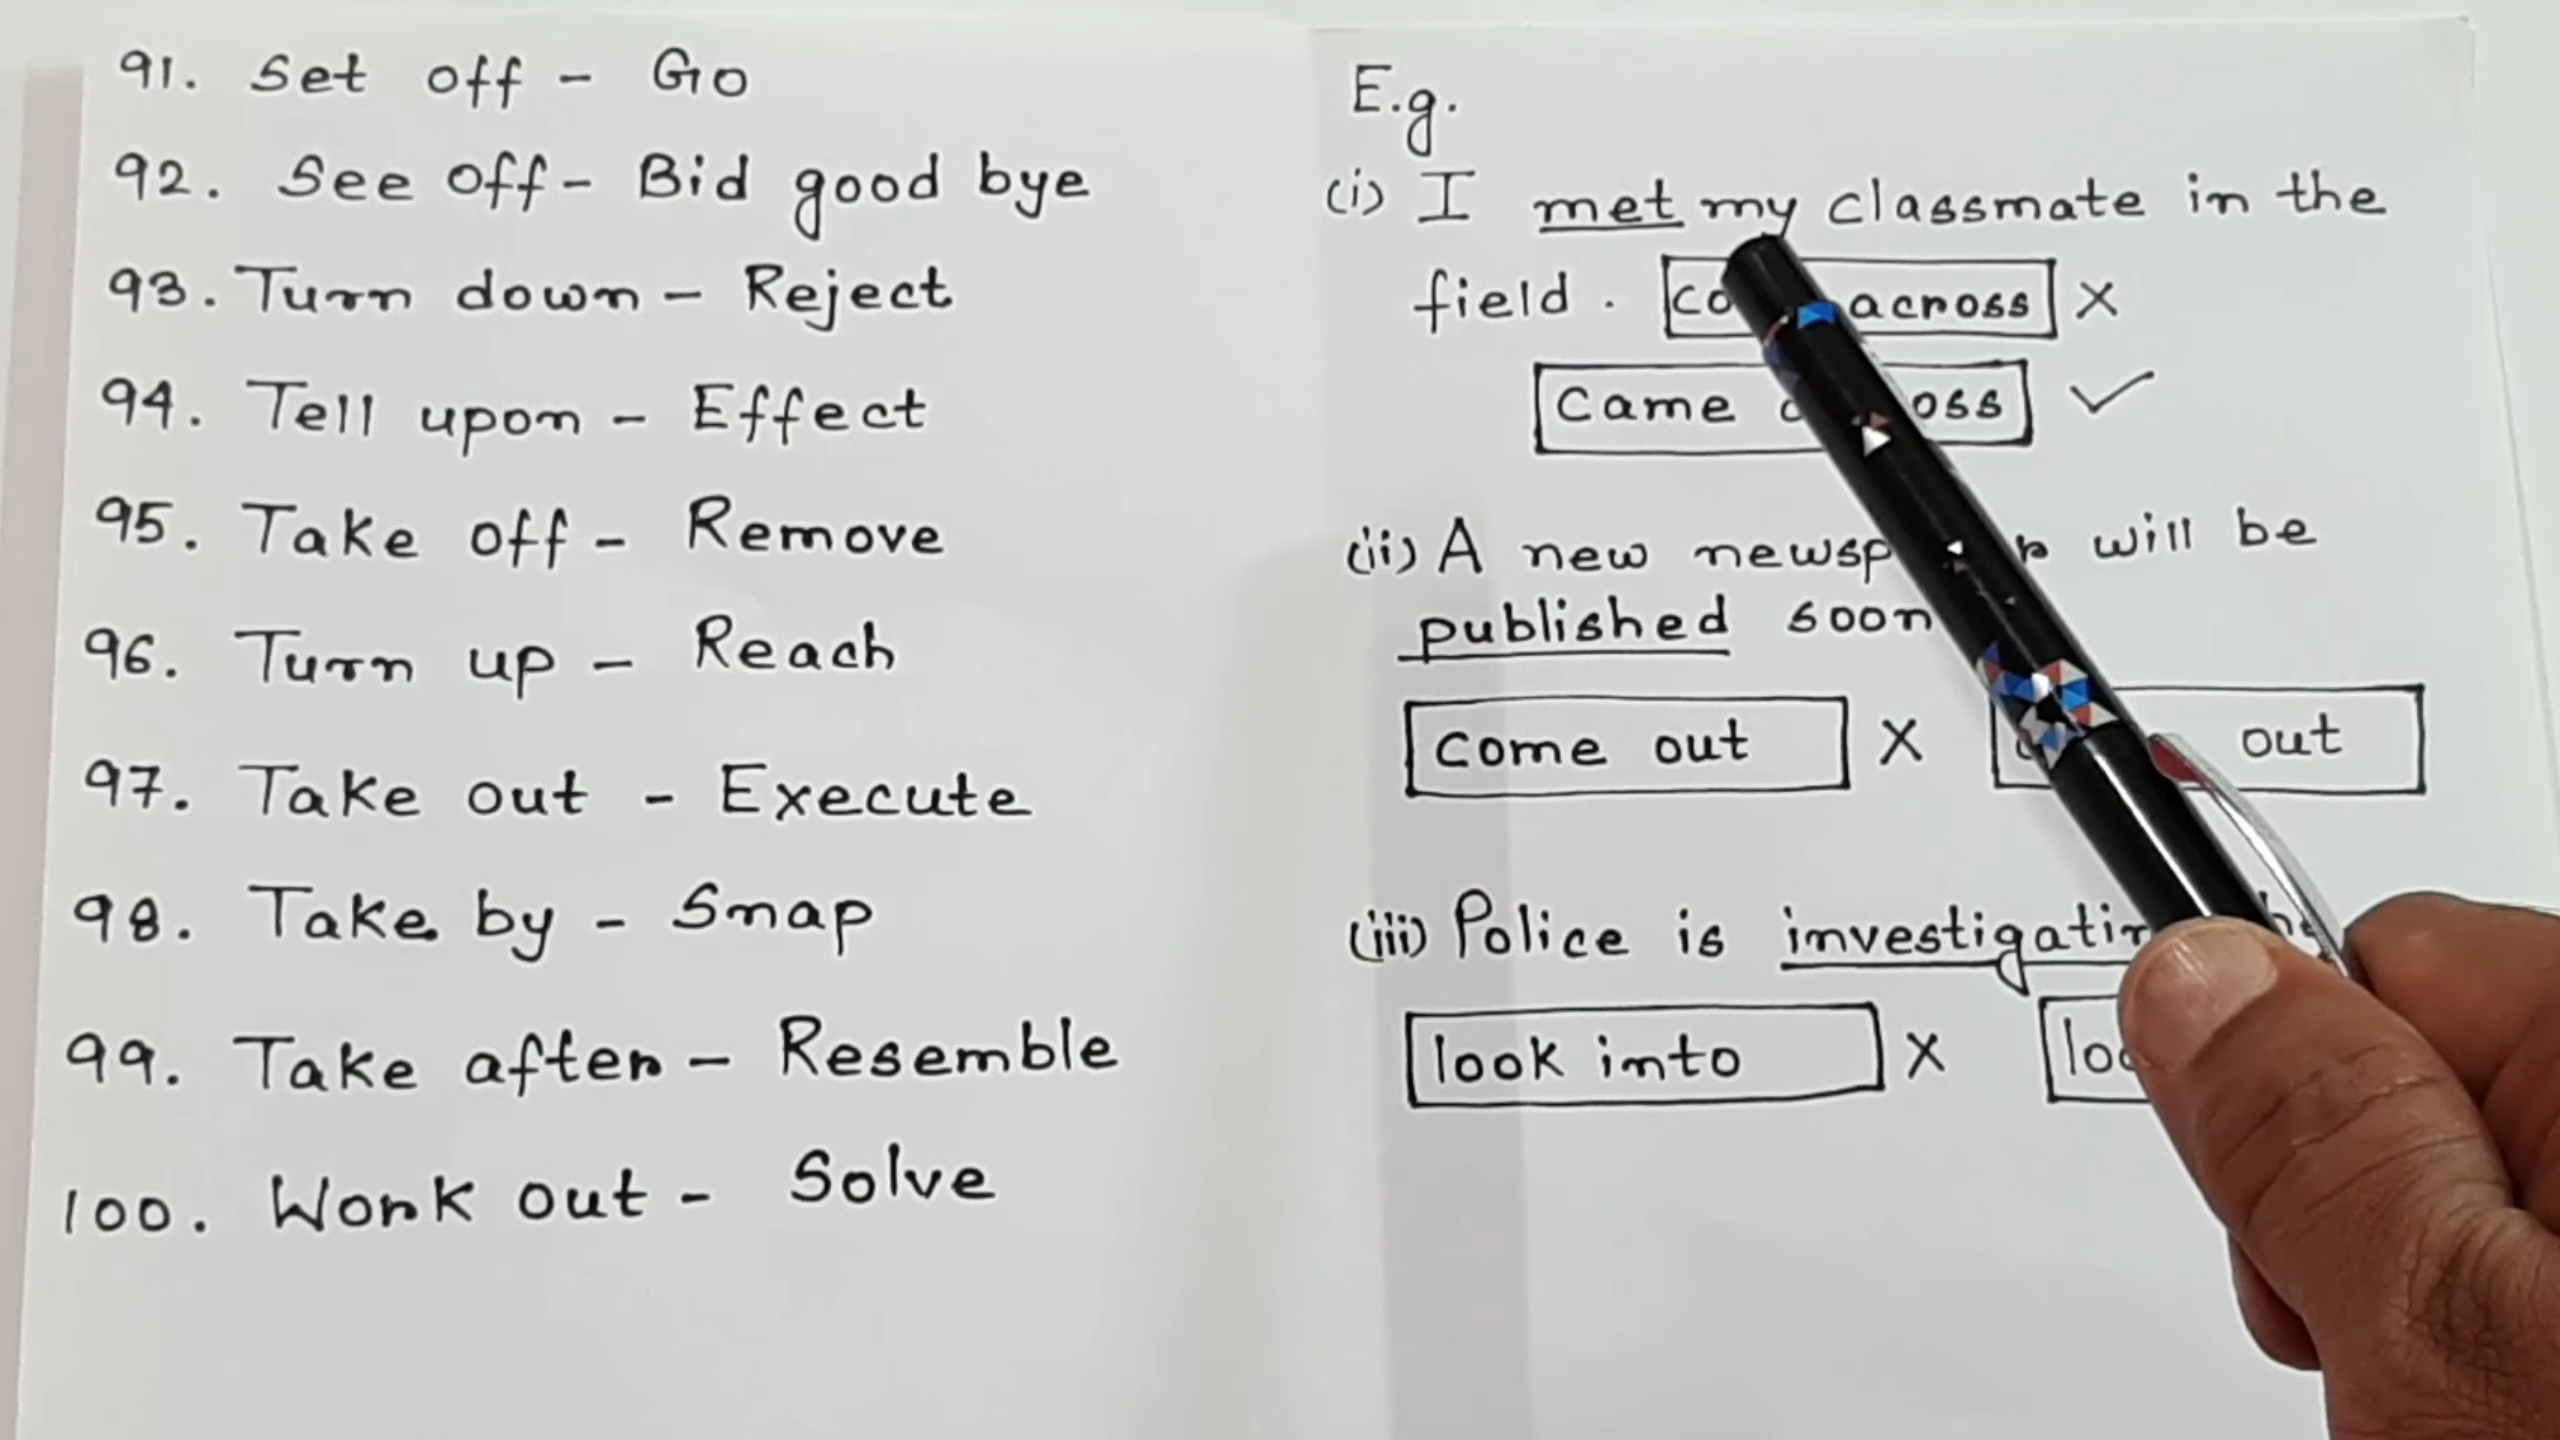 91. Set off - Go
92. See off - Bid good bye
93. Turn down - Reject
94. Tell upon - Effect
95. Take off - Remove
96. Turn up - Reach
97. Take out - Execute
98. Take by - Snap
99. Take after - Resemble
100. Work out - Solve
E.g.
(i) I met my classmate in the
field. across X
Came ✓
(ii) A new will be
published soon
come out X out
(iii) Police is
look into X